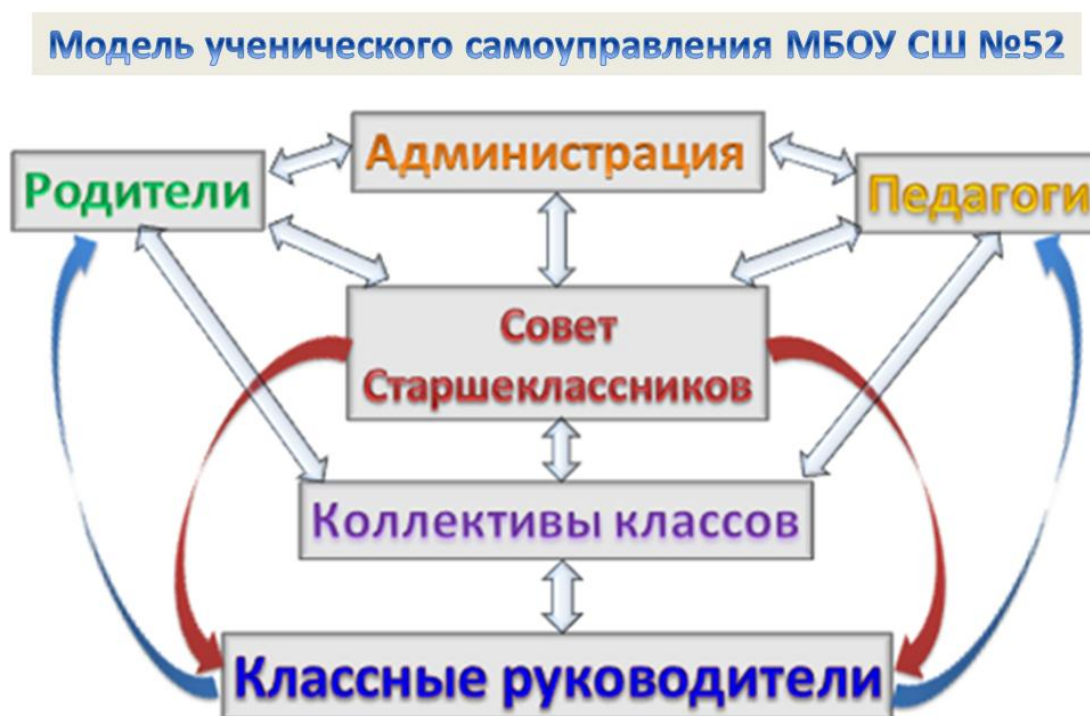 Модель ученического самоуправления МБОУ СШ №52
Администрация
Родители
Педагоги
Совет
Старшеклассников
Коллективы классов
Классные руководители